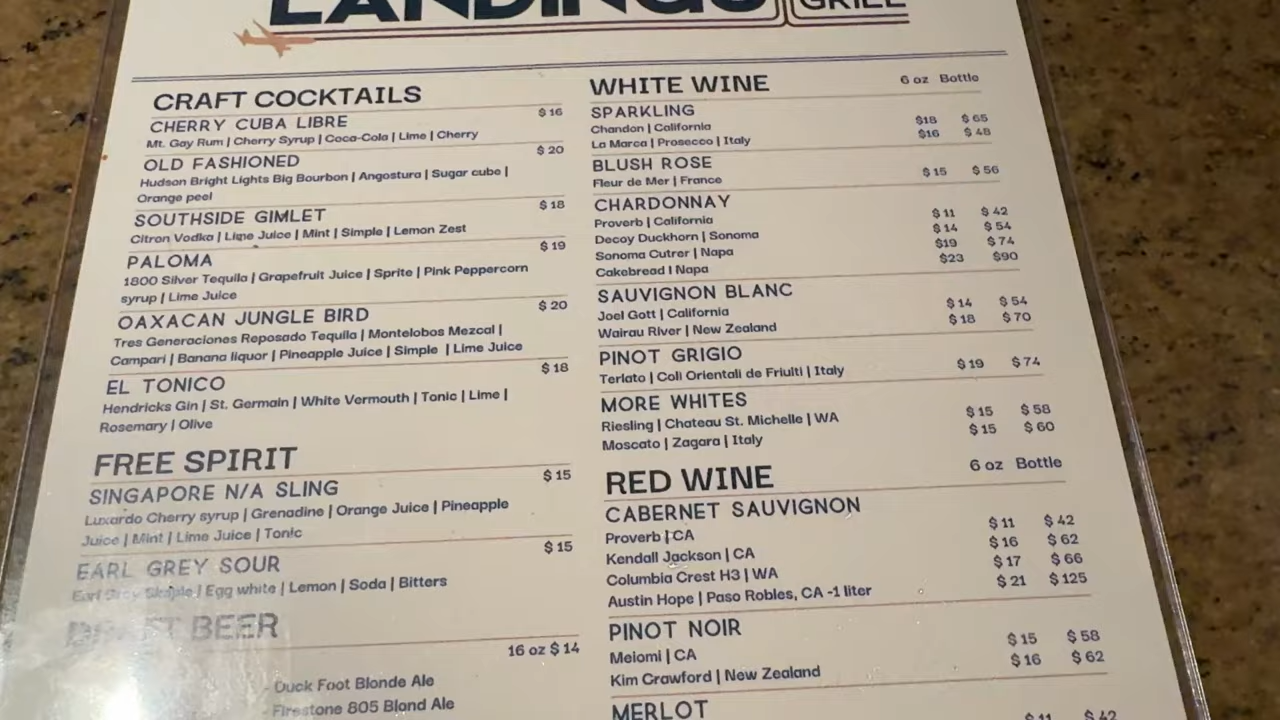 LANDINGS
GRILL
CRAFT COCKTAILS
CHERRY CUBA LIBRE $16
Mt. Gay Rum | Cherry Syrup | Coca-Cola | Lime | Cherry
OLD FASHIONED $20
Hudson Bright Lights Big Bourbon | Angostura | Sugar cube |
Orange peel
SOUTHSIDE GIMLET $18
Citron Vodka | Lime Juice | Mint | Simple | Lemon Zest
PALOMA $19
1800 Silver Tequila | Grapefruit Juice | Sprite | Pink Peppercorn
syrup | Lime Juice
OAXACAN JUNGLE BIRD $20
Tres Generaciones Reposado Tequila | Montelobos Mezcal |
Campari | Banana liquor | Pineapple Juice | Simple | Lime Juice
EL TONICO $18
Hendricks Gin | St. Germain | White Vermouth | Tonic | Lime |
Rosemary | Olive
FREE SPIRIT
SINGAPORE N/A SLING $15
Luxardo Cherry syrup | Grenadine | Orange Juice | Pineapple
Juice | Mint | Lime Juice | Tonic
EARL GREY SOUR $15
Earl Grey Simple | Egg white | Lemon | Soda | Bitters
DRAFT BEER
16 oz $14
- Duck Foot Blonde Ale
- Firestone 805 Blond Ale
WHITE WINE 6 oz Bottle
SPARKLING
Chandon | California $18 $65
La Marca | Prosecco | Italy $16 $48
BLUSH ROSE
Fleur de Mer | France $15 $56
CHARDONNAY
Proverb | California $11 $42
Decoy Duckhorn | Sonoma $14 $54
Sonoma Cutrer | Napa $19 $74
Cakebread I Napa $23 $90
SAUVIGNON BLANC
Joel Gott | California $14 $54
Wairau River | New Zealand $18 $70
PINOT GRIGIO
Terlato | Coli Orientali de Friulti | Italy $19 $74
MORE WHITES
Riesling | Chateau St. Michelle | WA $15 $58
Moscato | Zagara | Italy $15 $60
RED WINE 6 oz Bottle
CABERNET SAUVIGNON
Proverb | CA $11 $42
Kendall Jackson | CA $16 $62
Columbia Crest H3 | WA $17 $66
Austin Hope | Paso Robles, CA -1 liter $21 $125
PINOT NOIR
Meiomi | CA $15 $58
Kim Crawford | New Zealand $16 $62
MERLOT
$11 $42